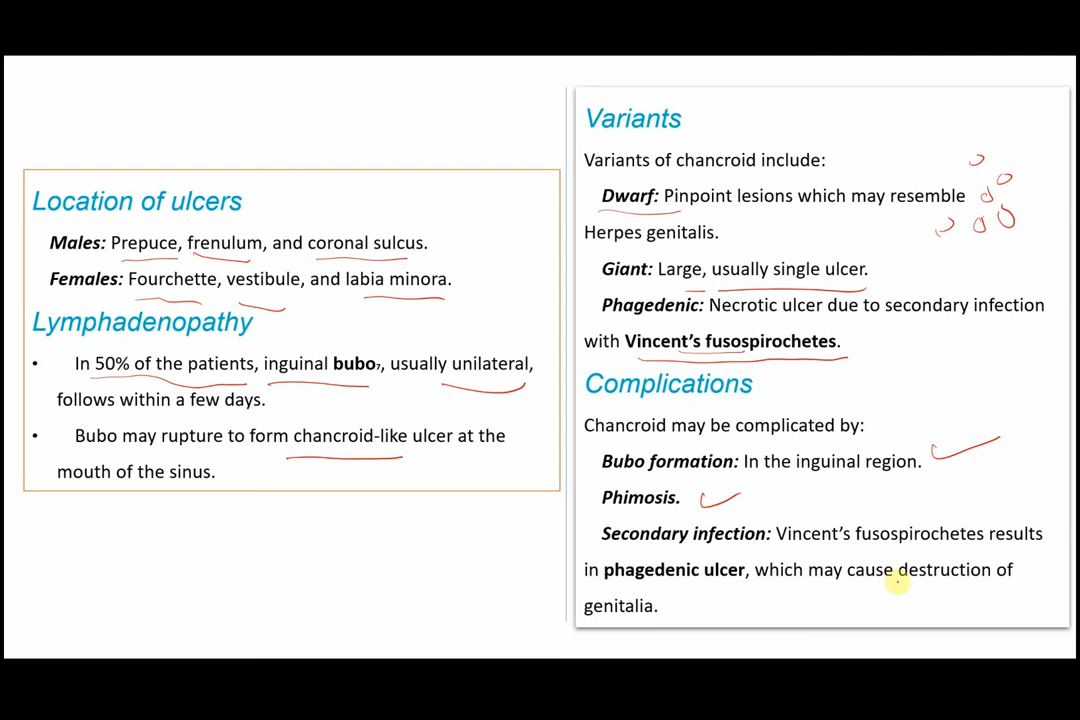 Location of ulcers
Males: Prepuce, frenulum, and coronal sulcus.
Females: Fourchette, vestibule, and labia minora.
Lymphadenopathy
• In 50% of the patients, inguinal bubo₇, usually unilateral,
follows within a few days.
• Bubo may rupture to form chancroid-like ulcer at the
mouth of the sinus.
Variants
Variants of chancroid include:
Dwarf: Pinpoint lesions which may resemble
Herpes genitalis.
Giant: Large, usually single ulcer.
Phagedenic: Necrotic ulcer due to secondary infection
with Vincent’s fusospirochetes.
Complications
Chancroid may be complicated by:
Bubo formation: In the inguinal region.
Phimosis.
Secondary infection: Vincent’s fusospirochetes results
in phagedenic ulcer, which may cause destruction of
genitalia.